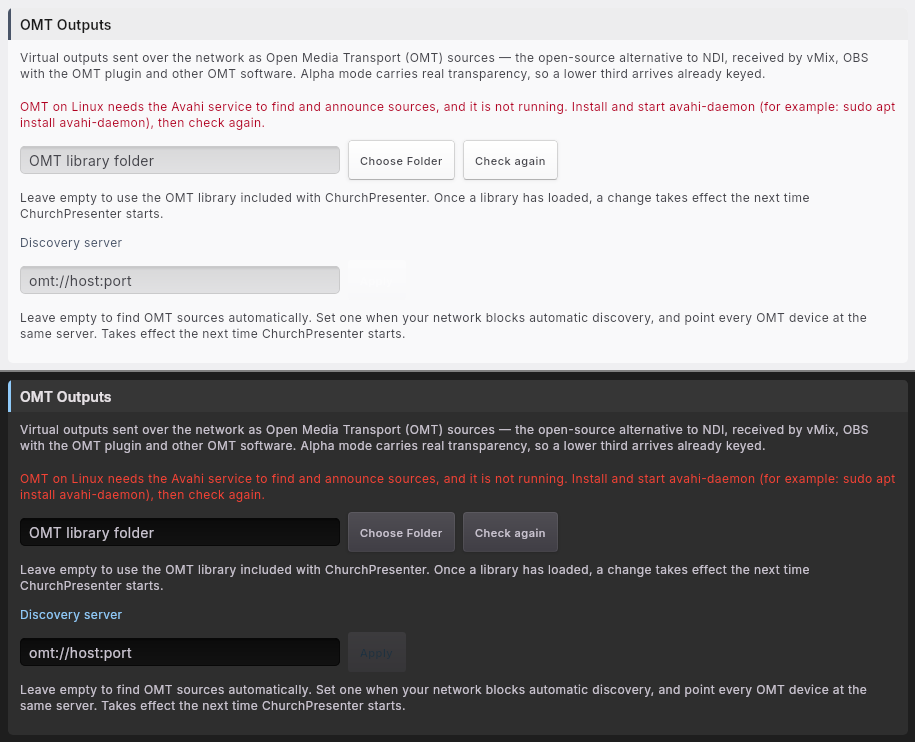 OMT Outputs
Virtual outputs sent over the network as Open Media Transport (OMT) sources — the open-source alternative to NDI, received by vMix, OBS
with the OMT plugin and other OMT software. Alpha mode carries real transparency, so a lower third arrives already keyed.
OMT on Linux needs the Avahi service to find and announce sources, and it is not running. Install and start avahi-daemon (for example: sudo apt
install avahi-daemon), then check again.
OMT library folder Choose Folder Check again
Leave empty to use the OMT library included with ChurchPresenter. Once a library has loaded, a change takes effect the next time
ChurchPresenter starts.
Discovery server
omt://host:port
Leave empty to find OMT sources automatically. Set one when your network blocks automatic discovery, and point every OMT device at the
same server. Takes effect the next time ChurchPresenter starts.
OMT Outputs
Virtual outputs sent over the network as Open Media Transport (OMT) sources — the open-source alternative to NDI, received by vMix, OBS
with the OMT plugin and other OMT software. Alpha mode carries real transparency, so a lower third arrives already keyed.
OMT on Linux needs the Avahi service to find and announce sources, and it is not running. Install and start avahi-daemon (for example: sudo apt
install avahi-daemon), then check again.
OMT library folder Choose Folder Check again
Leave empty to use the OMT library included with ChurchPresenter. Once a library has loaded, a change takes effect the next time
ChurchPresenter starts.
Discovery server
omt://host:port Apply
Leave empty to find OMT sources automatically. Set one when your network blocks automatic discovery, and point every OMT device at the
same server. Takes effect the next time ChurchPresenter starts.